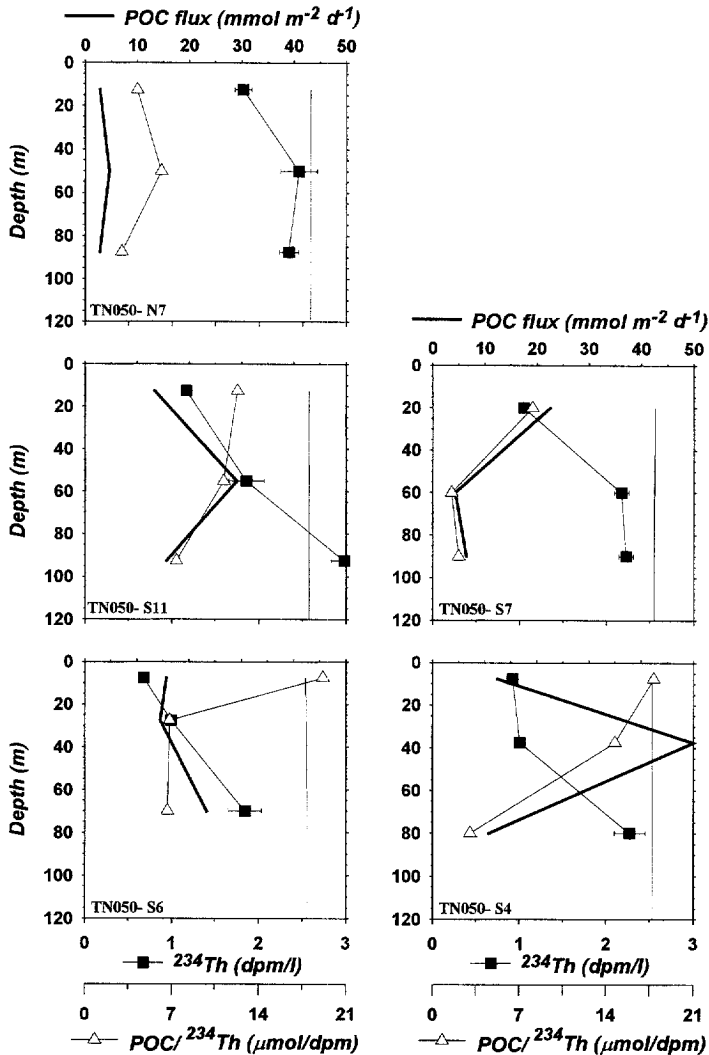 POC flux (mmol m-2 d-1)
0 10 20 30 40 50
0
20
40
60
80
100
120
Depth (m)
TN050- N7
POC flux (mmol m-2 d-1)
0 10 20 30 40 50
0
20
40
60
80
100
120
Depth (m)
TN050- S11
0
20
40
60
80
100
120
TN050- S7
0
20
40
60
80
100
120
Depth (m)
TN050- S6
0
20
40
60
80
100
120
TN050- S4
0 1 2 3
234Th (dpm/l)
0 7 14 21
POC/ 234Th (μmol/dpm)
0 1 2 3
234Th (dpm/l)
0 7 14 21
POC/ 234Th (μmol/dpm)